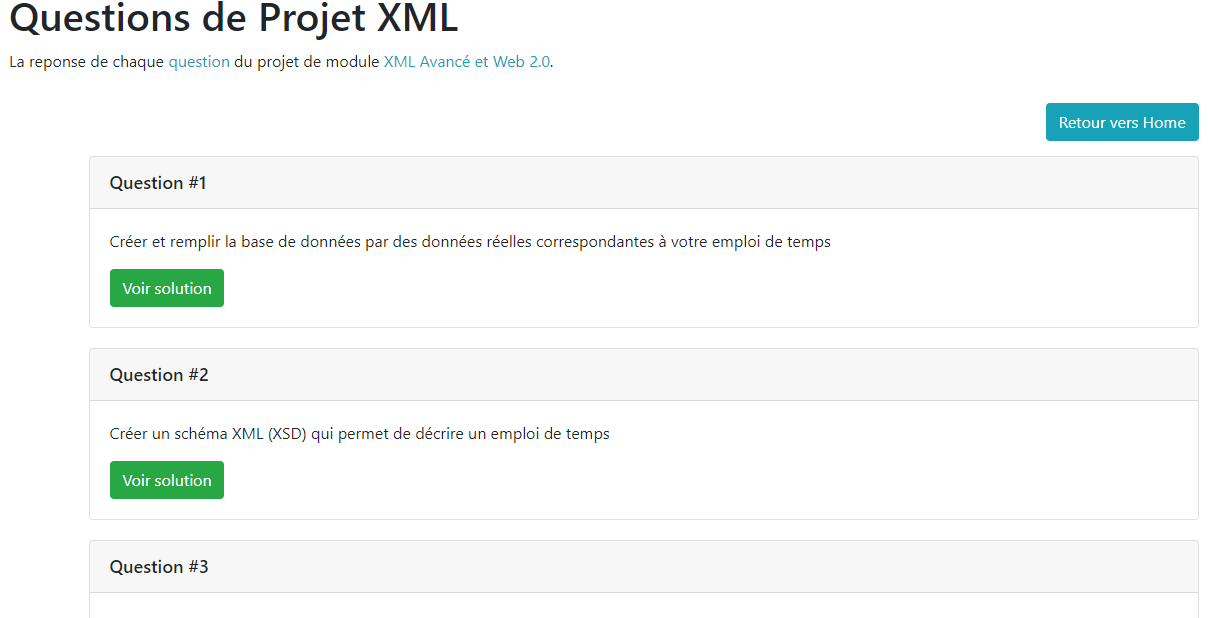 Questions de Projet XML
La reponse de chaque question du projet de module XML Avancé et Web 2.0.
Retour vers Home
Question #1
Créer et remplir la base de données par des données réelles correspondantes à votre emploi de temps
Voir solution
Question #2
Créer un schéma XML (XSD) qui permet de décrire un emploi de temps
Voir solution
Question #3